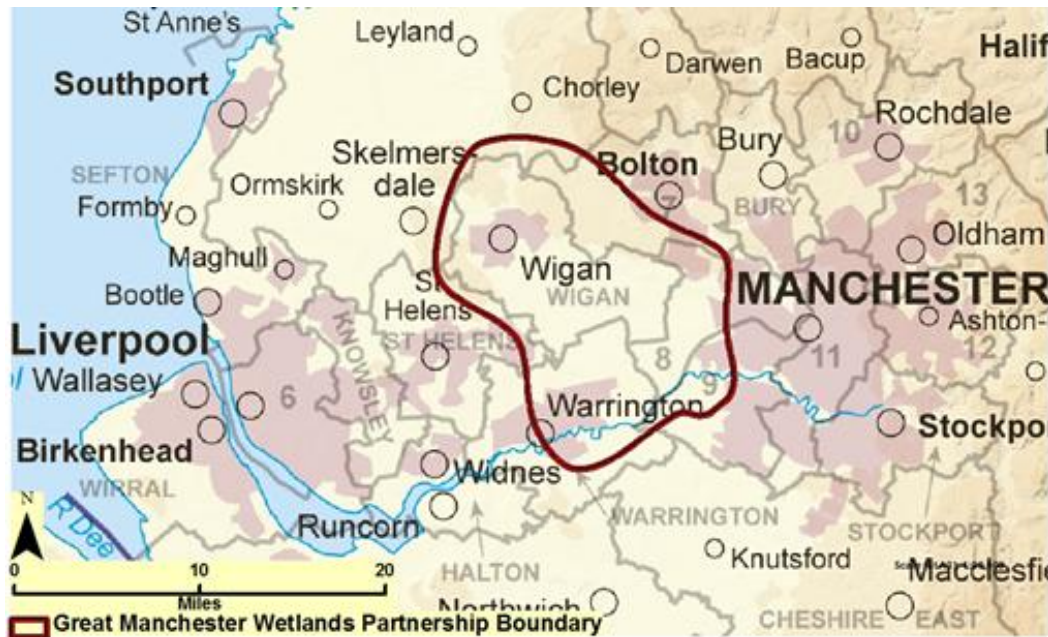 St Anne's
Leyland
Darwen
Bacup
Halif
Southport
Chorley
Rochdale
10
Bury
Skelmers-
dale
Bolton
7
SEFTON
Ormskirk
BURY
13
Formby
Oldham
Wigan
Maghull
WIGAN
MANCHESTER
Bootle
St
Helens
ST HELENS
Ashton-
Liverpool
KNOWSLEY
8
11
12
Wallasey
6
9
Warrington
Birkenhead
Stockpo
WIRRAL
Widnes
N
R Dee
Runcorn
WARRINGTON
STOCKPORT
Knutsford
HALTON
Macclesfie
0 10 20
Miles
Northwich
CHESHIRE EAST
Great Manchester Wetlands Partnership Boundary